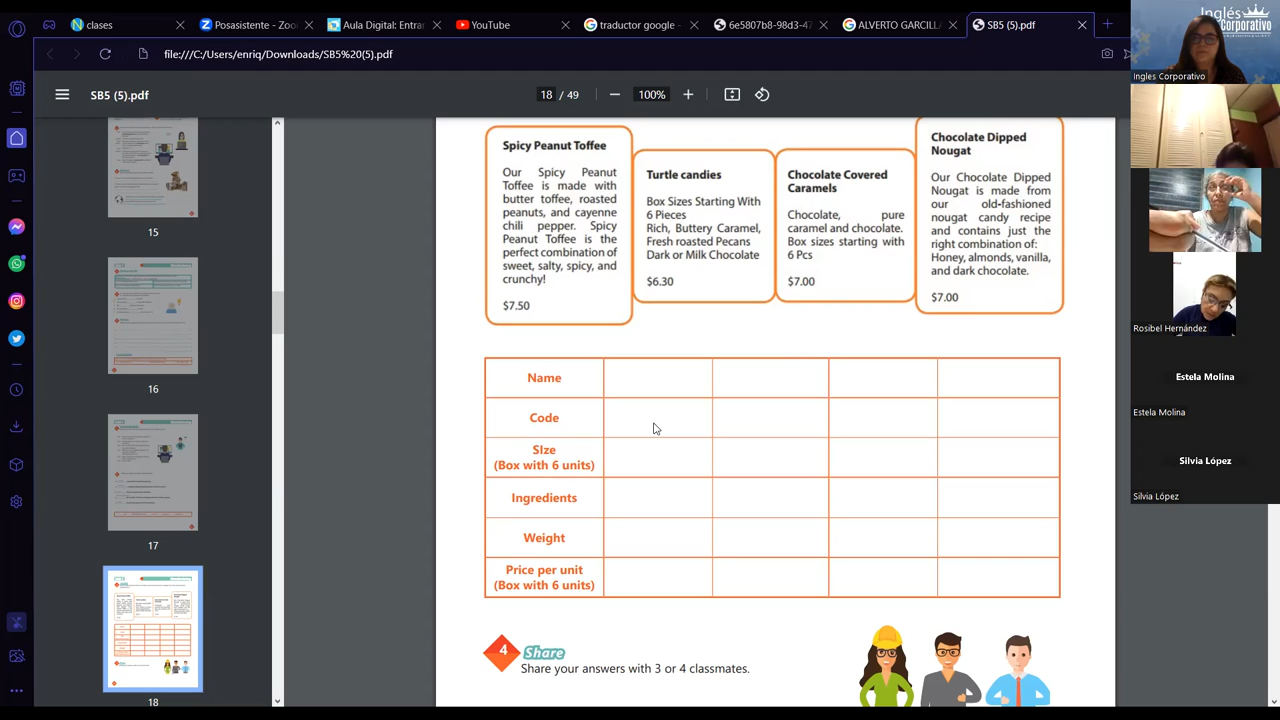 clases
Posasistente - Zoo
Aula Digital: Entrar
YouTube
traductor google -
6e5807b8-98d3-47
ALVERTO GARCILLA
SB5 (5).pdf
file:///C:/Users/enriq/Downloads/SB5%20(5).pdf
SB5 (5).pdf
18 / 49
100%
15
16
17
18
Spicy Peanut Toffee
Our Spicy Peanut
Toffee is made with
butter toffee, roasted
peanuts, and cayenne
chili pepper. Spicy
Peanut Toffee is the
perfect combination of
sweet, salty, spicy, and
crunchy!
$7.50
Turtle candies
Box Sizes Starting With
6 Pieces
Rich, Buttery Caramel,
Fresh roasted Pecans
Dark or Milk Chocolate
$6.30
Chocolate Covered
Caramels
Chocolate, pure
caramel and chocolate.
Box sizes starting with
6 Pcs
$7.00
Chocolate Dipped
Nougat
Our Chocolate Dipped
Nougat is made from
our old-fashioned
nougat candy recipe
and contains just the
right combination of:
Honey, almonds, vanilla,
and dark chocolate.
$7.00
Name
Code
SIze
(Box with 6 units)
Ingredients
Weight
Price per unit
(Box with 6 units)
4
Share
Share your answers with 3 or 4 classmates.
Inglés
Corporativo
Ingles Corporativo
Rosibel Hernández
Estela Molina
Estela Molina
Silvia López
Silvia López